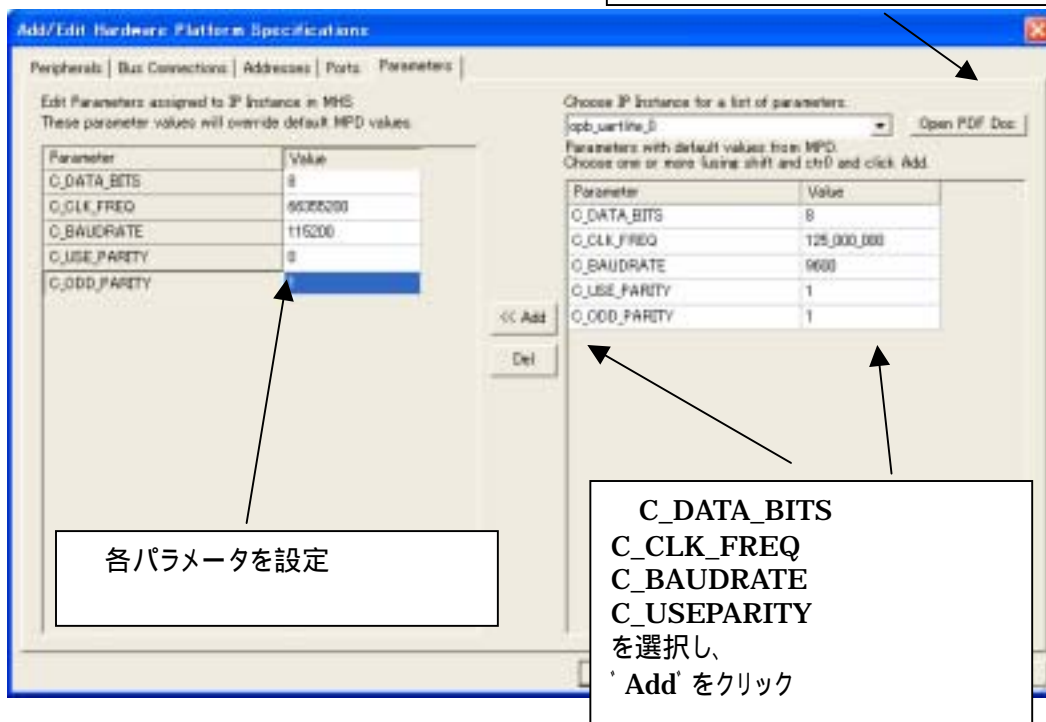 Add/Edit Hardware Platform Specifications
Peripherals | Bus Connections | Addresses | Ports | Parameters |
Edit Parameters assigned to IP Instance in MHS
These parameter values will override default MPD values.
Parameter Value
C_DATA_BITS 8
C_CLK_FREQ 66355200
C_BAUDRATE 115200
C_USE_PARITY 0
C_ODD_PARITY
<< Add
Del
Choose IP Instance for a list of parameters.
opb_uartlite_0
Open PDF Doc
Parameters with default values from MPD.
Choose one or more (using shift and ctrl) and click Add.
Parameter Value
C_DATA_BITS 8
C_CLK_FREQ 125_000_000
C_BAUDRATE 9600
C_USE_PARITY 1
C_ODD_PARITY 1
各パラメータを設定
C_DATA_BITS
C_CLK_FREQ
C_BAUDRATE
C_USEPARITY
を選択し、
゛Add゛をクリック